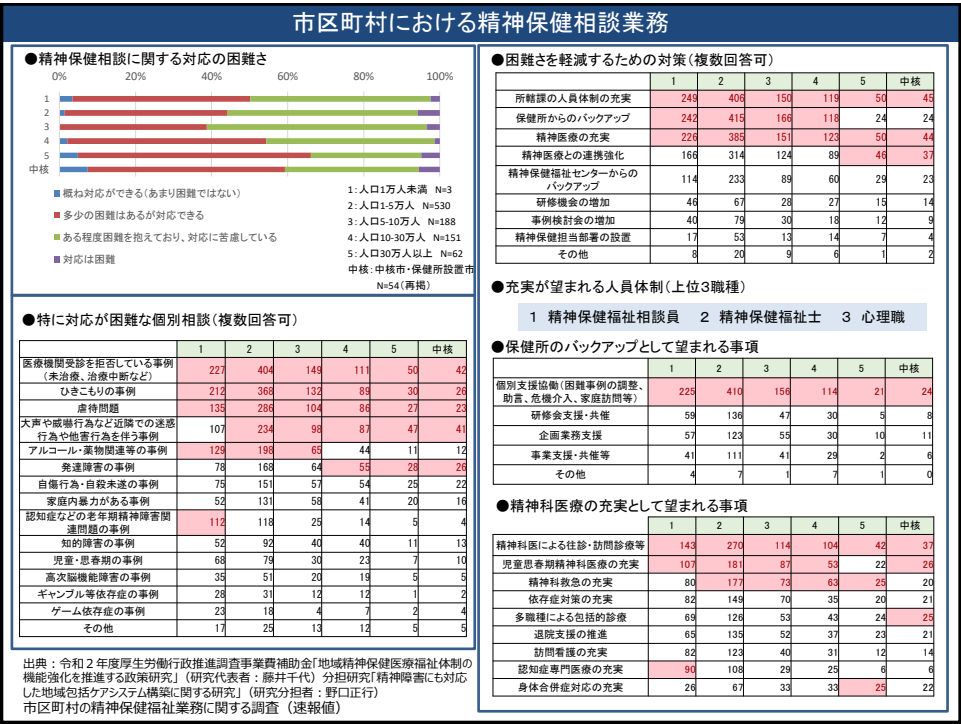 市区町村における精神保健相談業務
●精神保健相談に関する対応の困難さ
0% 20% 40% 60% 80% 100%
1
2
3
4
5
中核
概ね対応ができる(あまり困難ではない)
多少の困難はあるが対応できる
ある程度困難を抱えており、対応に苦慮している
対応は困難
1：人口1万人未満 N=3
2：人口1-5万人 N=530
3：人口5-10万人 N=188
4：人口10-30万人 N=151
5：人口30万人以上 N=62
中核：中核市・保健所設置市
N=54（再掲）
●特に対応が困難な個別相談（複数回答可）
1 2 3 4 5 中核
医療機関受診を拒否している事例
（未治療、治療中断など） 227 404 149 111 50 42
ひきこもりの事例 212 368 132 89 30 26
虐待問題 135 286 104 86 27 23
大声や威嚇行為など近隣での迷惑
行為や他害行為を伴う事例 107 234 98 87 47 41
アルコール・薬物関連等の事例 129 198 65 44 11 12
発達障害の事例 78 168 64 55 28 26
自傷行為・自殺未遂の事例 75 151 57 54 25 22
家庭内暴力がある事例 52 131 58 41 20 16
認知症などの老年期精神障害関
連問題の事例 112 118 25 14 5 4
知的障害の事例 52 92 40 40 11 13
児童・思春期の事例 68 79 30 23 7 10
高次脳機能障害の事例 35 51 20 19 5 5
ギャンブル等依存症の事例 28 31 12 12 1 2
ゲーム依存症の事例 23 18 4 7 2 4
その他 17 25 13 12 5 5
出典：令和２年度厚生労働行政推進調査事業費補助金「地域精神保健医療福祉体制の
機能強化を推進する政策研究」（研究代表者：藤井千代）分担研究「精神障害にも対応
した地域包括ケアシステム構築に関する研究」（研究分担者：野口正行）
市区町村の精神保健福祉業務に関する調査（速報値）
●困難さを軽減するための対策（複数回答可）
1 2 3 4 5 中核
所轄課の人員体制の充実 249 406 150 119 50 45
保健所からのバックアップ 242 415 166 118 24 24
精神医療の充実 226 385 151 123 50 44
精神医療との連携強化 166 314 124 89 46 37
精神保健福祉センターからの
バックアップ 114 233 89 60 29 23
研修機会の増加 46 67 28 27 15 14
事例検討会の増加 40 79 30 18 12 9
精神保健担当部署の設置 17 53 13 14 7 4
その他 8 20 9 6 1 2
●充実が望まれる人員体制（上位３職種）
１ 精神保健福祉相談員 ２ 精神保健福祉士 ３ 心理職
●保健所のバックアップとして望まれる事項
1 2 3 4 5 中核
個別支援協働（困難事例の調整、
助言、危機介入、家庭訪問等） 225 410 156 114 21 24
研修会支援・共催 59 136 47 30 5 8
企画業務支援 57 123 55 30 10 11
事業支援・共催等 41 111 41 29 2 6
その他 4 7 1 7 1 0
●精神科医療の充実として望まれる事項
1 2 3 4 5 中核
精神科医による往診・訪問診療等 143 270 114 104 42 37
児童思春期精神科医療の充実 107 181 87 53 22 26
精神科救急の充実 80 177 73 63 25 20
依存症対策の充実 82 149 70 35 20 21
多職種による包括的診療 69 126 53 43 24 25
退院支援の推進 65 135 52 37 23 21
訪問看護の充実 82 123 40 31 12 14
認知症専門医療の充実 90 108 29 25 6 6
身体合併症対応の充実 26 67 33 33 25 22